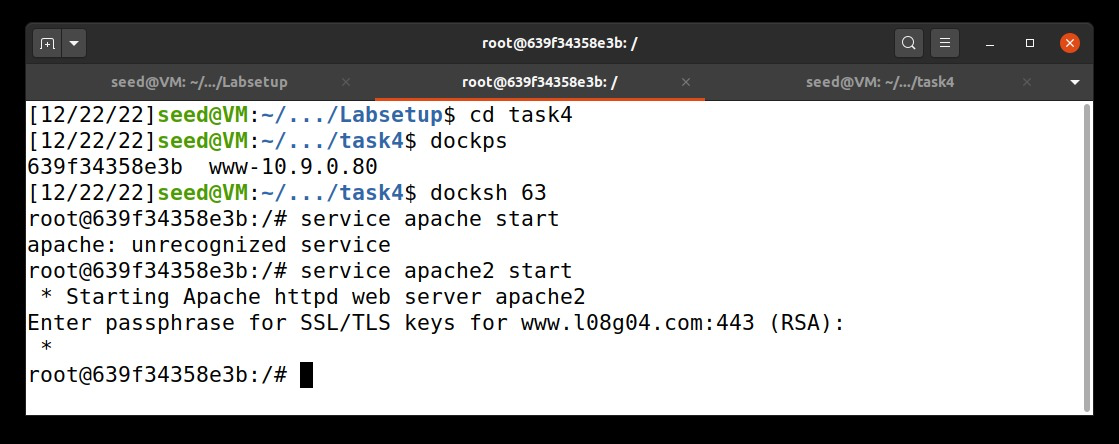 root@639f34358e3b: /
seed@VM: ~/.../Labsetup
root@639f34358e3b: /
seed@VM: ~/.../task4
[12/22/22]seed@VM:~/.../Labsetup$ cd task4
[12/22/22]seed@VM:~/.../task4$ dockps
639f34358e3b  www-10.9.0.80
[12/22/22]seed@VM:~/.../task4$ docksh 63
root@639f34358e3b:/# service apache start
apache: unrecognized service
root@639f34358e3b:/# service apache2 start
 * Starting Apache httpd web server apache2
Enter passphrase for SSL/TLS keys for www.l08g04.com:443 (RSA):
 *
root@639f34358e3b:/#